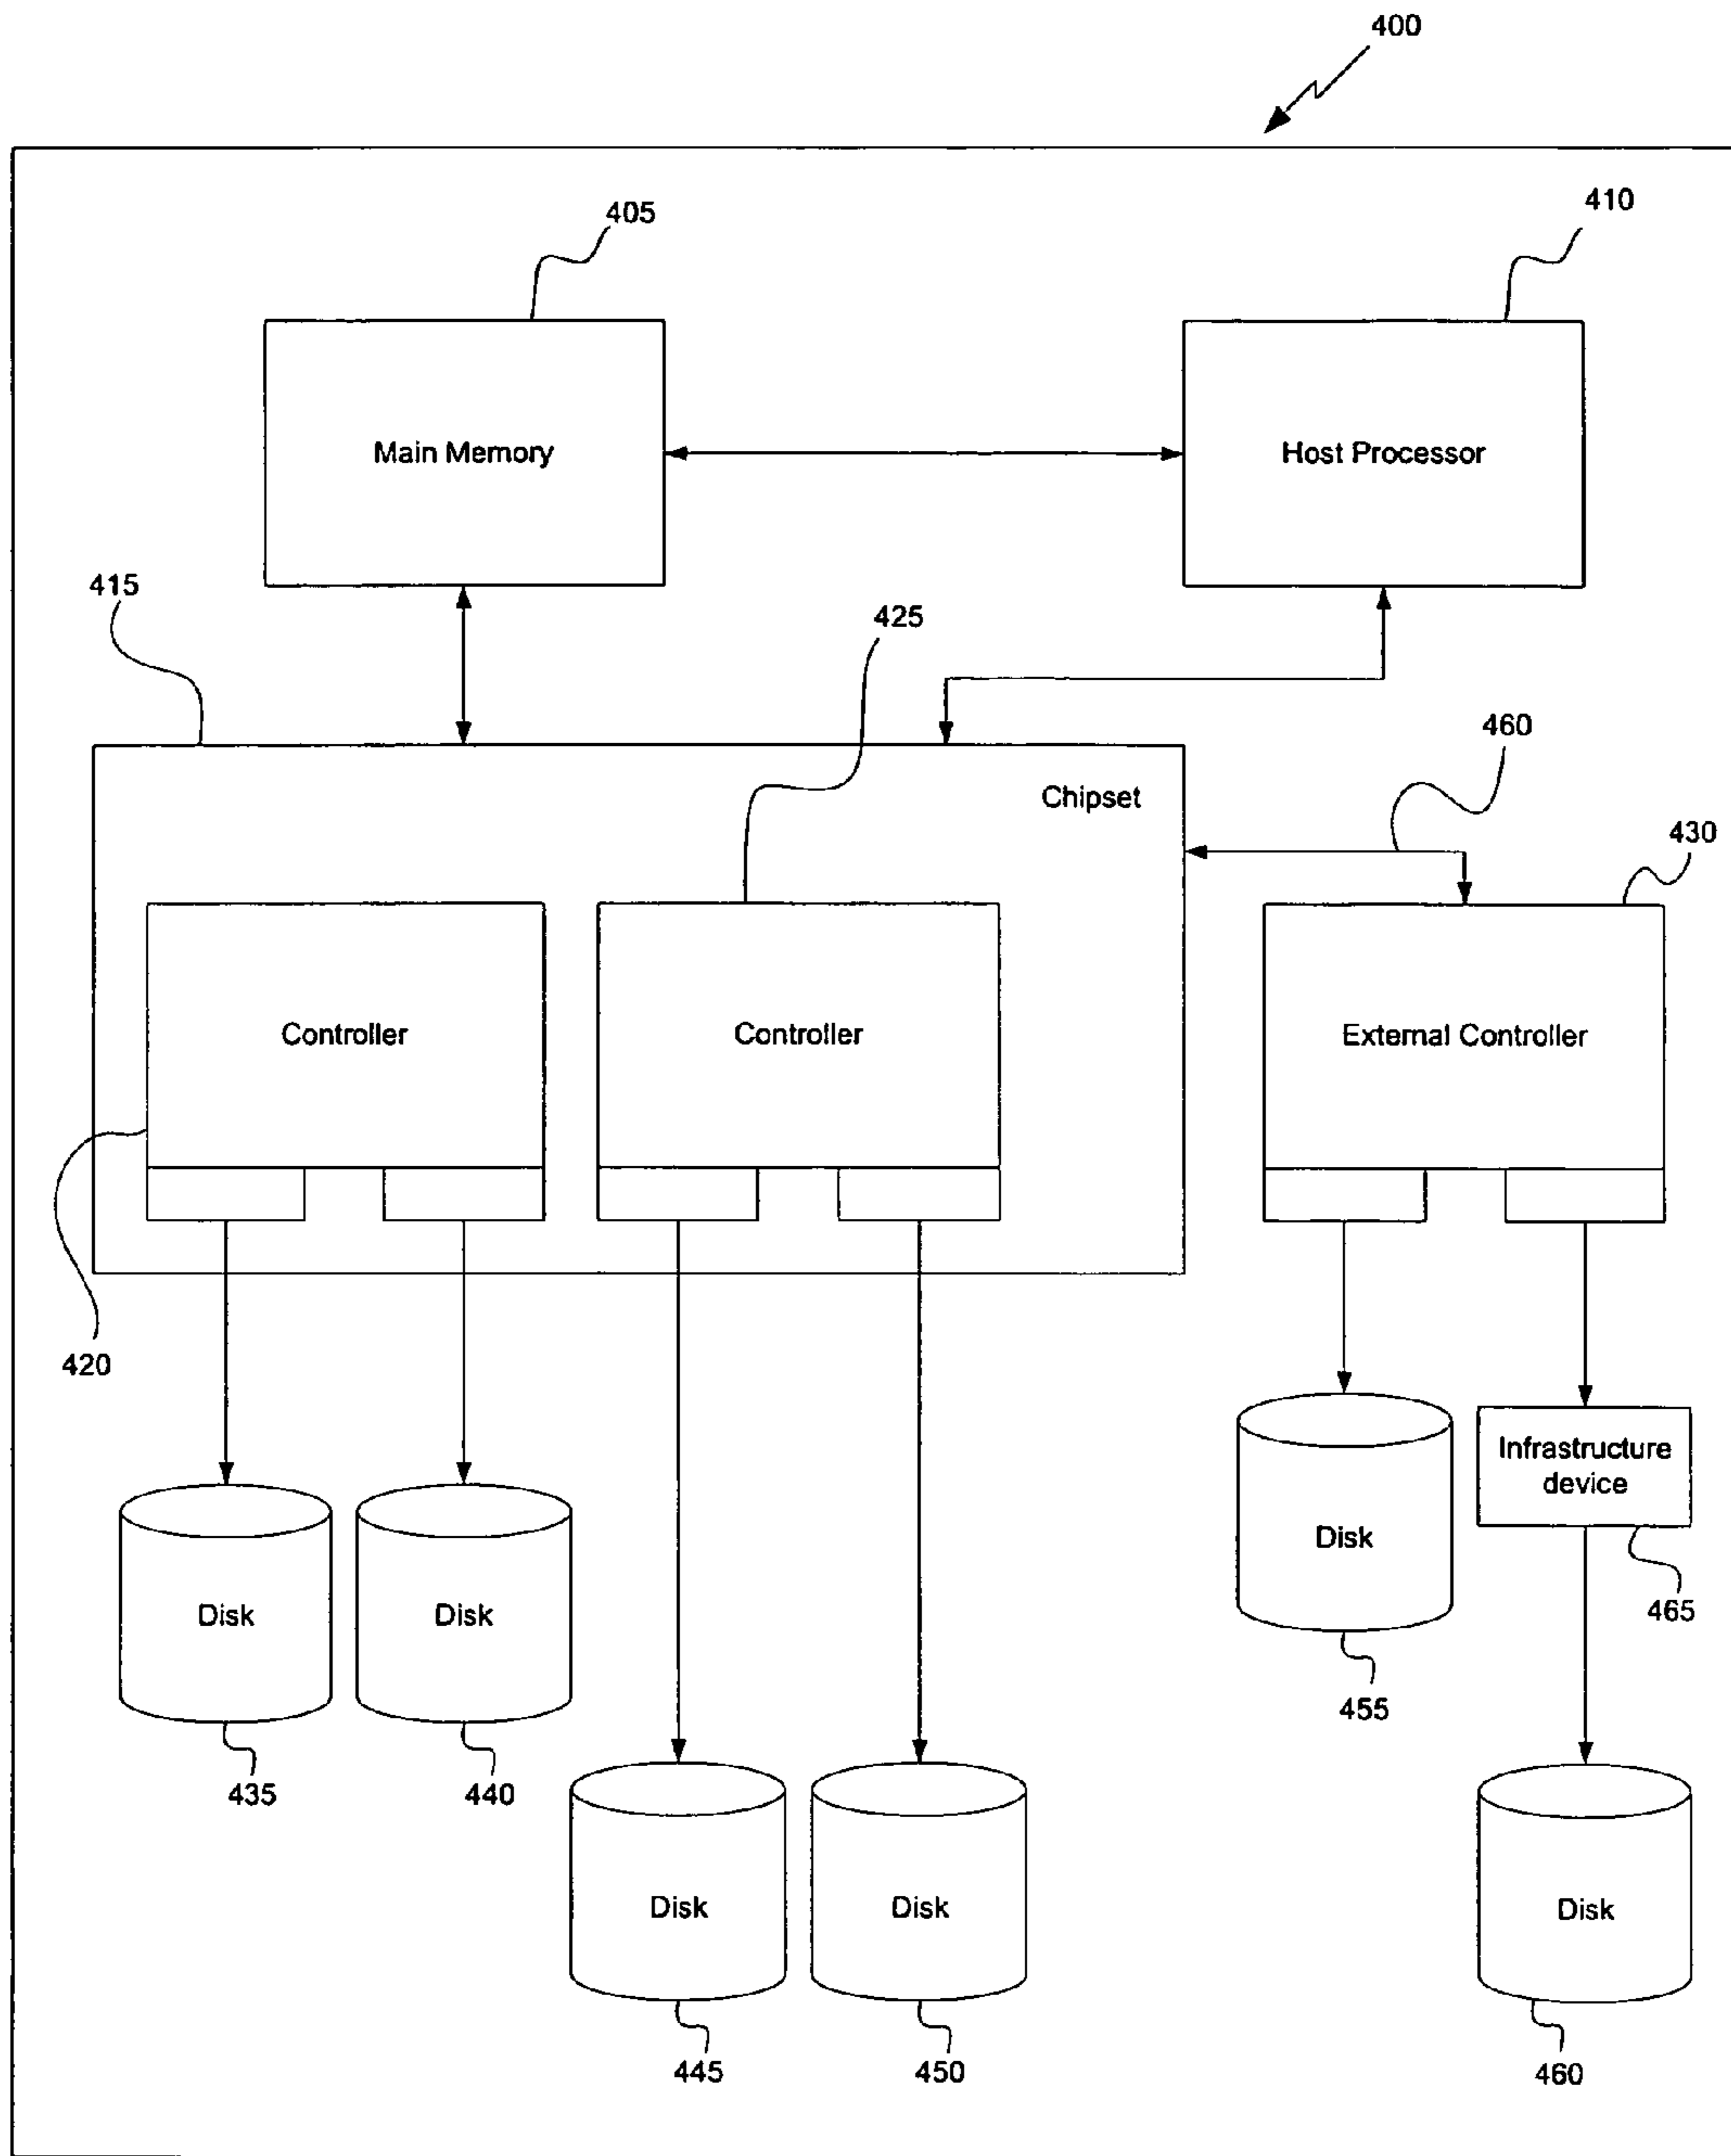 400
405
410
Main Memory
Host Processor
415
425
460
Chipset
430
Controller
Controller
External Controller
420
Infrastructure
device
Disk
Disk
Disk
465
455
435
440
Disk
Disk
Disk
445
450
460